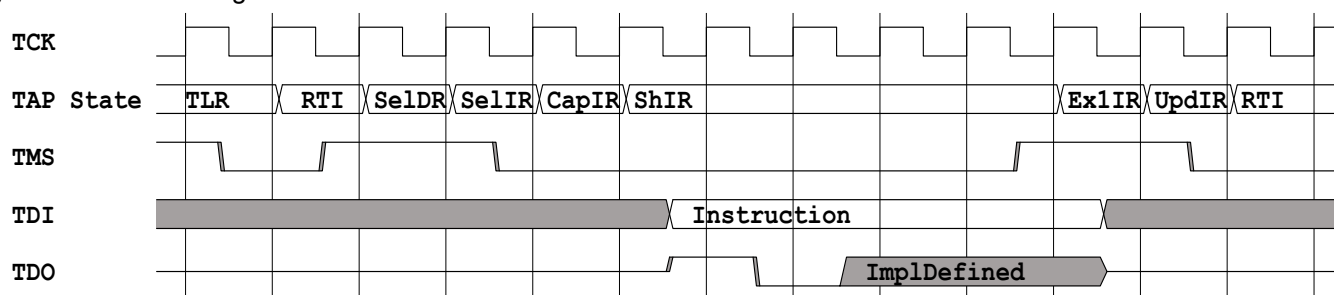 TCK
TAP State TLR RTI SelDR SelIR CapIR ShIR Ex1IR UpdIR RTI
TMS
TDI Instruction
TDO ImplDefined